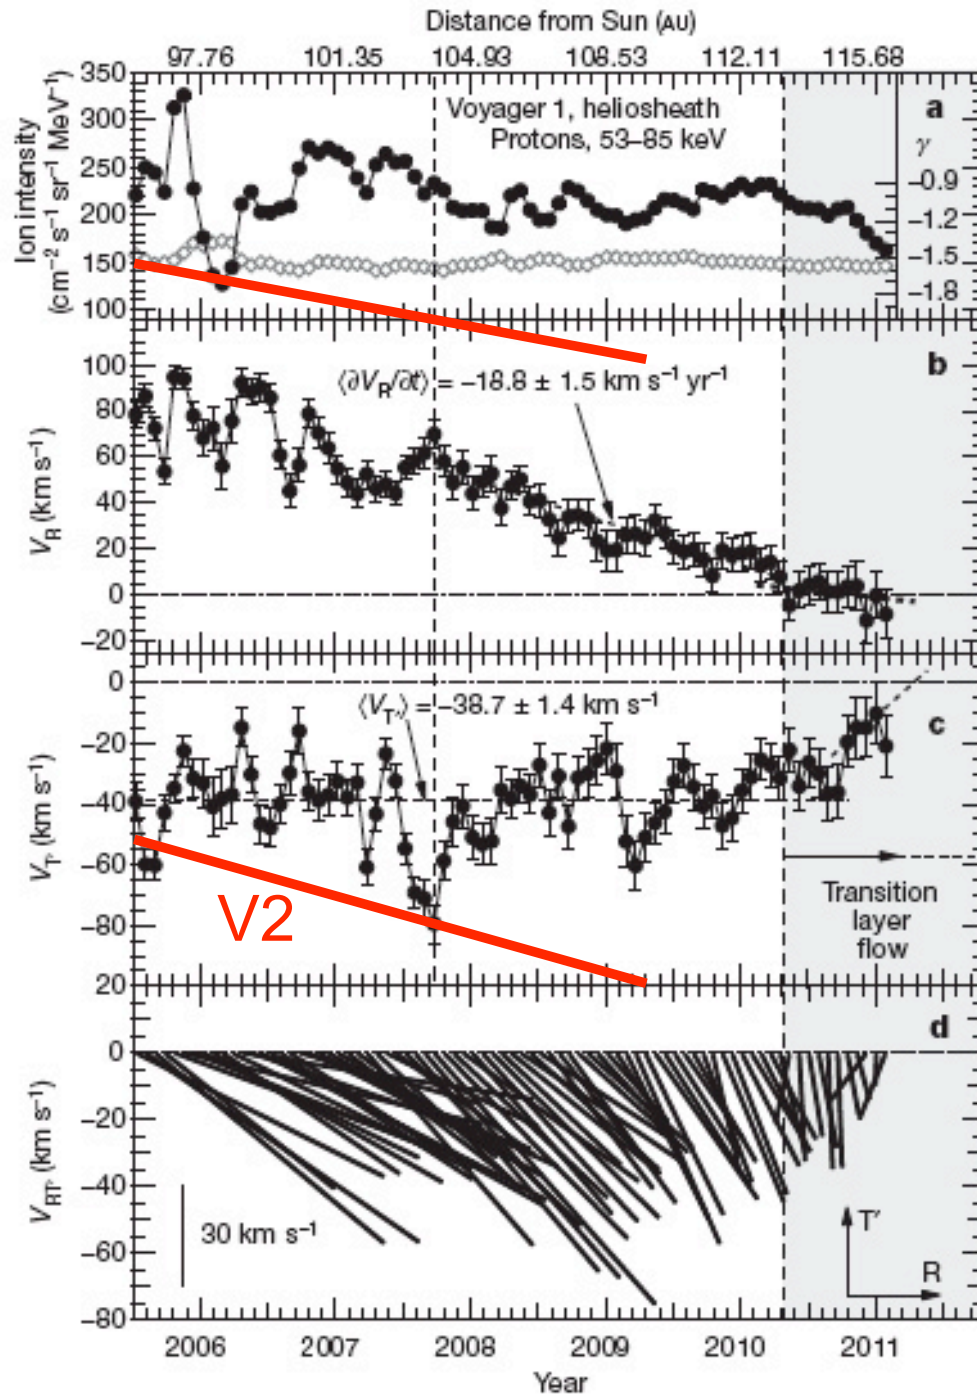 Distance from Sun (AU)
97.76 101.35 104.93 108.53 112.11 115.68
350
300
250
200
150
100
Ion intensity
(cm⁻² s⁻¹ sr⁻¹ MeV⁻¹)
Voyager 1, heliosheath
Protons, 53–85 keV
a
γ
−0.9
−1.2
−1.5
−1.8
100
80
60
40
20
0
−20
V_R (km s⁻¹)
⟨∂V_R/∂t⟩ = −18.8 ± 1.5 km s⁻¹ yr⁻¹
b
0
−20
−40
−60
−80
20
V_T' (km s⁻¹)
⟨V_T'⟩ = −38.7 ± 1.4 km s⁻¹
c
V2
Transition
layer
flow
0
−20
−40
−60
−80
V_RT' (km s⁻¹)
d
30 km s⁻¹
T′
R
2006 2007 2008 2009 2010 2011
Year